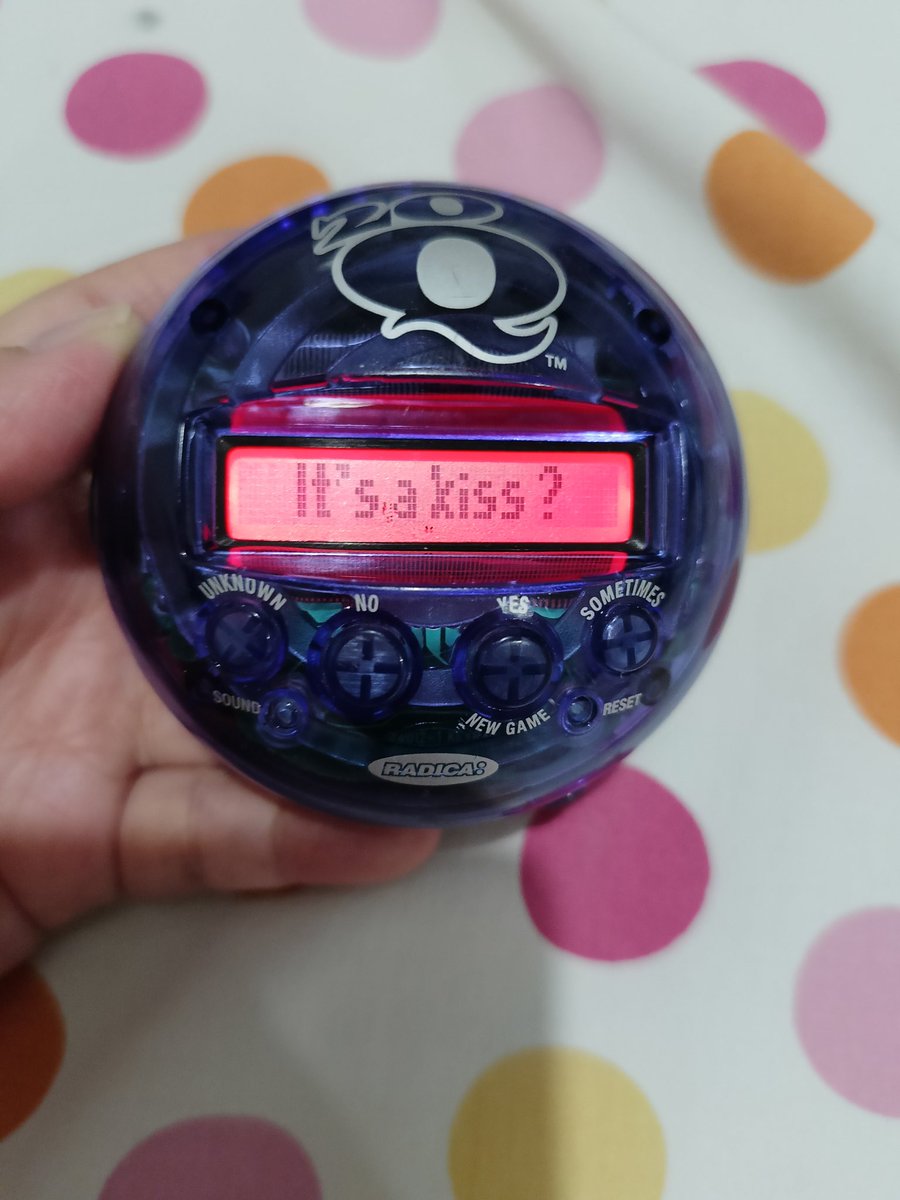 20Q
TM
It's a kiss?
UNKNOWN
NO
YES
SOMETIMES
SOUND
NEW GAME
RESET
RADICA: